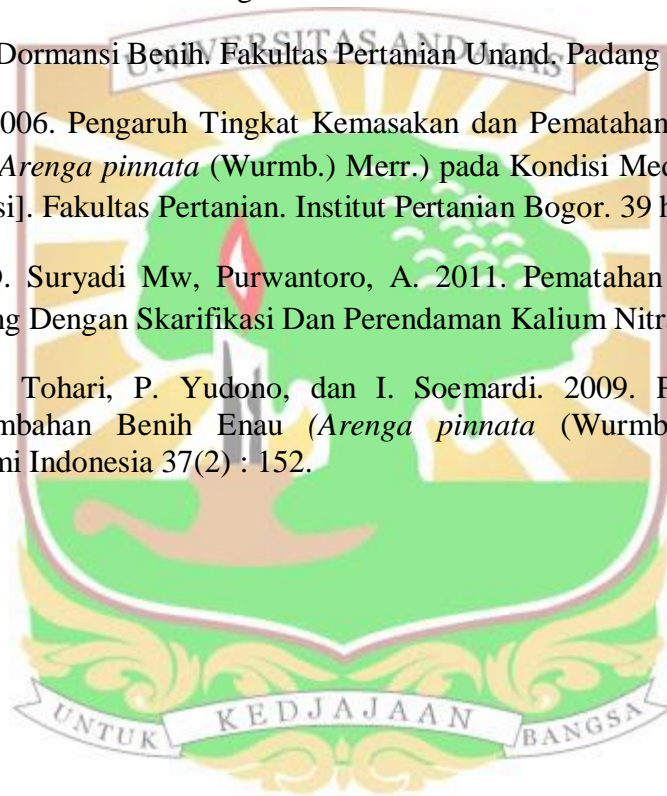 Dormansi Benih. Fakultas Pertanian Unand. Padang
UNIVERSITAS ANDALAS
006. Pengaruh Tingkat Kemasakan dan Pematahan
Arenga pinnata (Wurmb.) Merr.) pada Kondisi Med
si]. Fakultas Pertanian. Institut Pertanian Bogor. 39 h
. Suryadi Mw, Purwantoro, A. 2011. Pematahan
ng Dengan Skarifikasi Dan Perendaman Kalium Nitr
Tohari, P. Yudono, dan I. Soemardi. 2009. P
mbahan Benih Enau (Arenga pinnata (Wurmb
mi Indonesia 37(2) : 152.
UNTUK KEDJAJAAN BANGSA